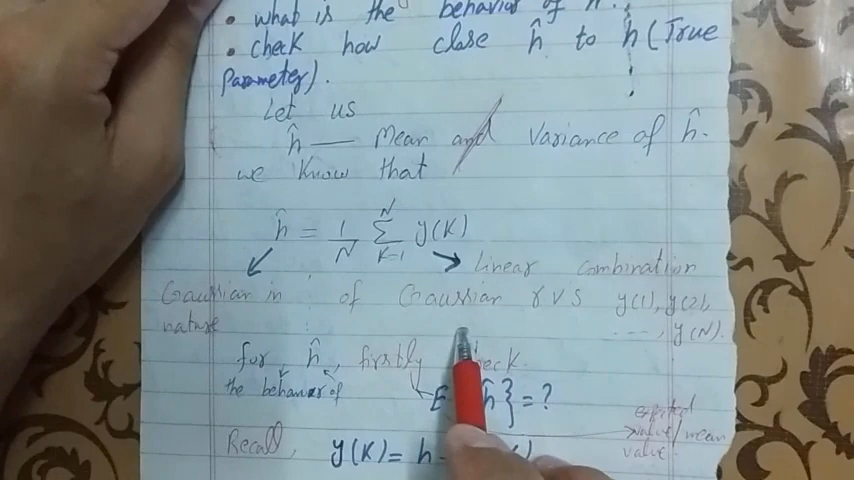 • what is the behavior of ĥ.
• check how close ĥ to h (True
Parameter).
Let us
ĥ — Mean and Variance of ĥ.
we know that
ĥ = 1/N Σ_{K=1}^{N} y(K)
linear combination
Gaussian in of Gaussian rvs y(1), y(2),
nature ...., y(N).
for, ĥ, firstly check.
the behavior of E ĥ} = ?
expected
Recall, y(K) = h value/mean
value.